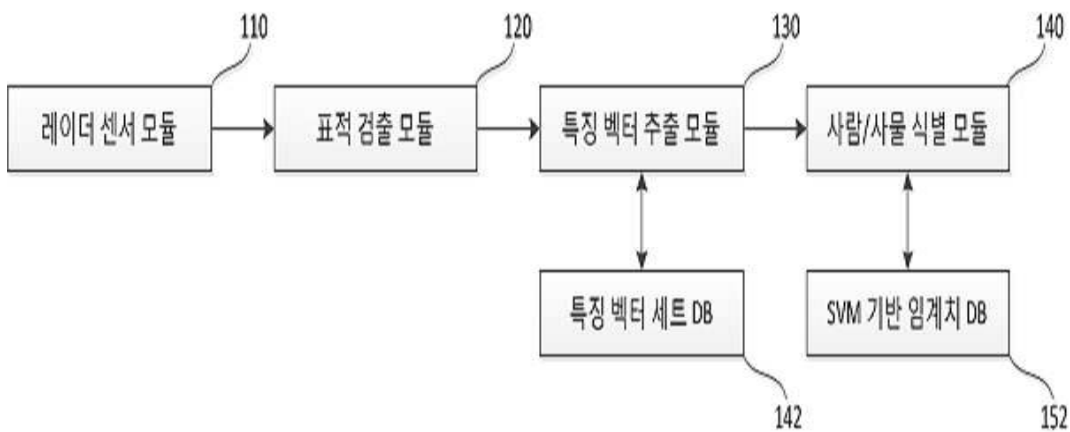 110
120
130
140
레이더 센서 모듈
표적 검출 모듈
특징 벡터 추출 모듈
사람/사물 식별 모듈
특징 벡터 세트 DB
SVM 기반 임계치 DB
142
152